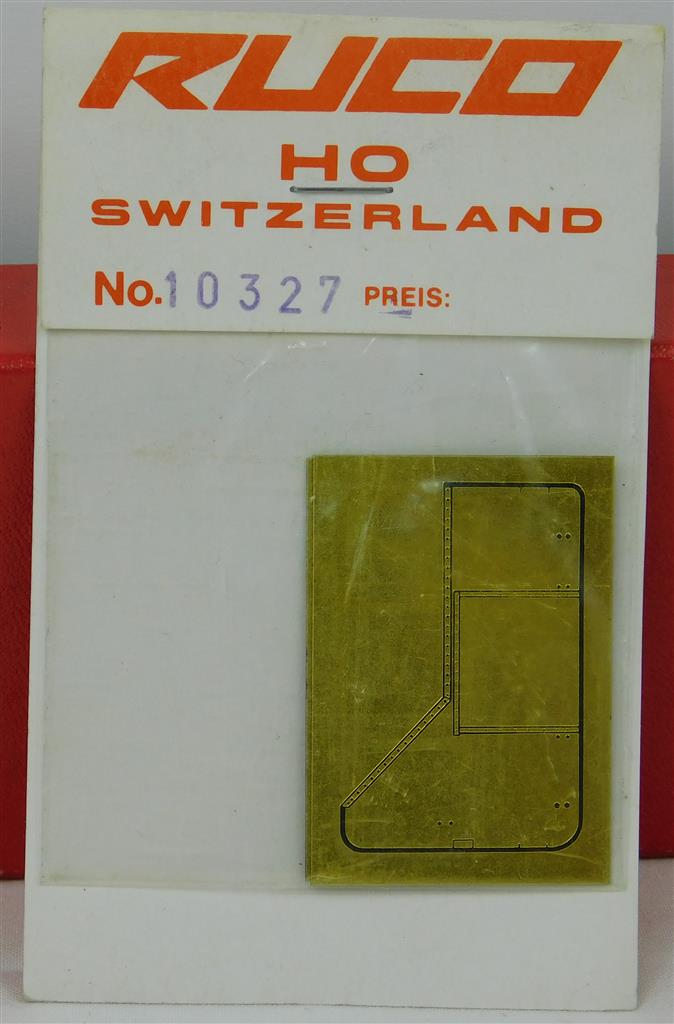 RUCO
HO
SWITZERLAND
No. 10327 PREIS: